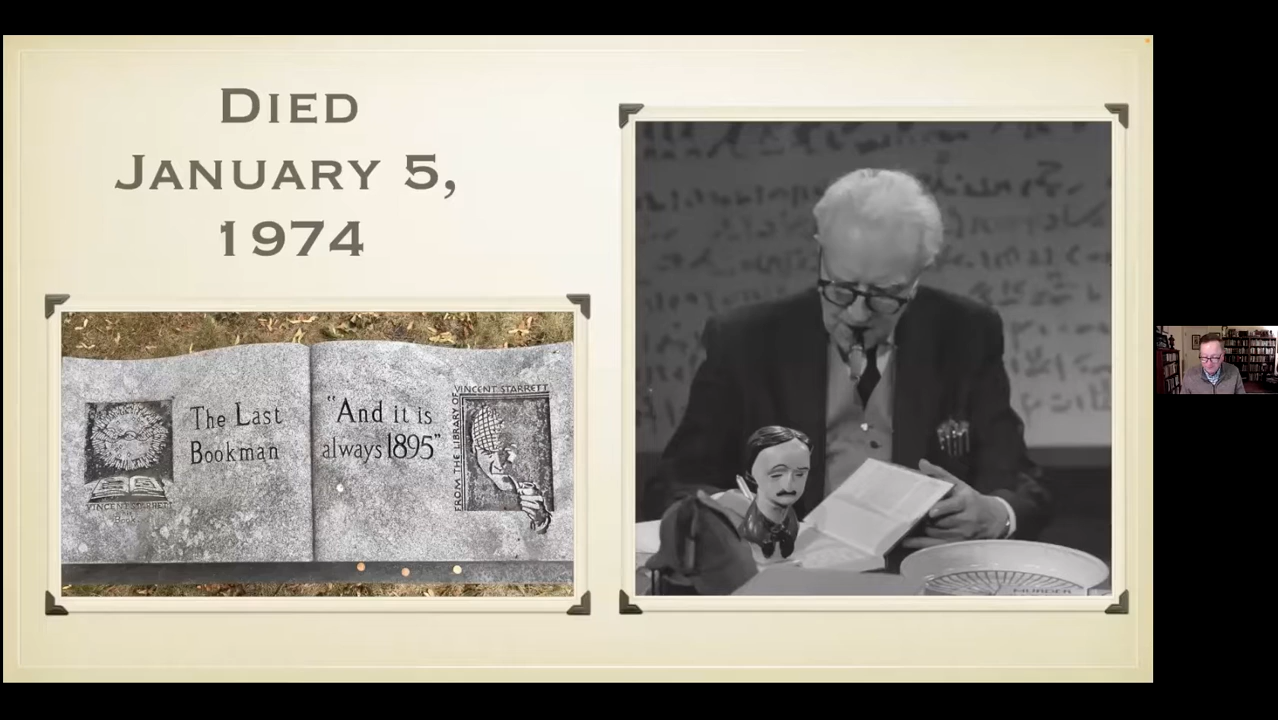 DIED
JANUARY 5,
1974
The Last
Bookman
"And it is
always 1895"
FROM THE LIBRARY OF
VINCENT STARRETT
VINCENT STARRETT
MURDER